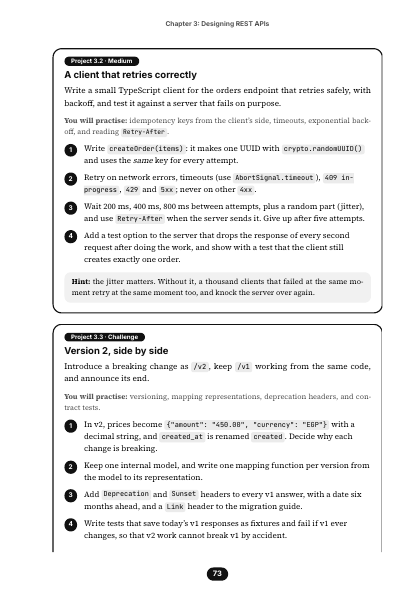 Chapter 3: Designing REST APIs
Project 3.2 · Medium
A client that retries correctly
Write a small TypeScript client for the orders endpoint that retries safely, with
backoff, and test it against a server that fails on purpose.
You will practise: idempotency keys from the client's side, timeouts, exponential back-
off, and reading Retry-After.
1 Write createOrder(items): it makes one UUID with crypto.randomUUID()
and uses the same key for every attempt.
2 Retry on network errors, timeouts (use AbortSignal.timeout), 409 in-
progress, 429 and 5xx; never on other 4xx.
3 Wait 200 ms, 400 ms, 800 ms between attempts, plus a random part (jitter),
and use Retry-After when the server sends it. Give up after five attempts.
4 Add a test option to the server that drops the response of every second
request after doing the work, and show with a test that the client still
creates exactly one order.
Hint: the jitter matters. Without it, a thousand clients that failed at the same mo-
ment retry at the same moment too, and knock the server over again.
Project 3.3 · Challenge
Version 2, side by side
Introduce a breaking change as /v2, keep /v1 working from the same code,
and announce its end.
You will practise: versioning, mapping representations, deprecation headers, and con-
tract tests.
1 In v2, prices become {"amount": "450.00", "currency": "EGP"} with a
decimal string, and created_at is renamed created. Decide why each
change is breaking.
2 Keep one internal model, and write one mapping function per version from
the model to its representation.
3 Add Deprecation and Sunset headers to every v1 answer, with a date six
months ahead, and a Link header to the migration guide.
4 Write tests that save today's v1 responses as fixtures and fail if v1 ever
changes, so that v2 work cannot break v1 by accident.
73